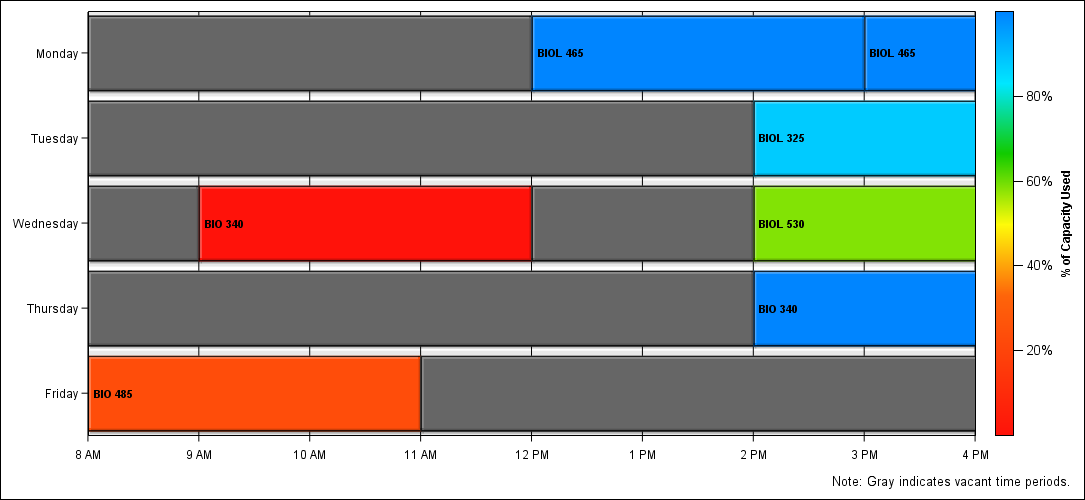 Monday
BIOL 465
BIOL 465
80%
Tuesday
BIOL 325
60%
Wednesday
BIO 340
BIOL 530
% of Capacity Used
40%
Thursday
BIO 340
20%
Friday
BIO 485
8 AM 9 AM 10 AM 11 AM 12 PM 1 PM 2 PM 3 PM 4 PM
Note: Gray indicates vacant time periods.